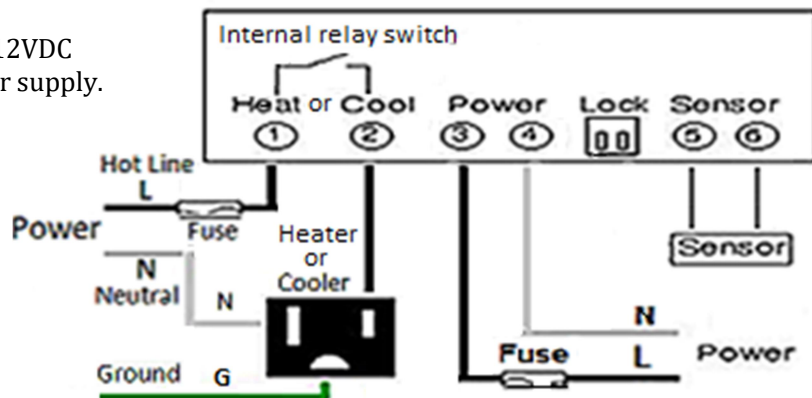 12VDC
r supply.
Internal relay switch
Heat or Cool Power Lock Sensor
1 2 3 4 5 6
Hot Line
L
Power
Fuse
Heater
or
Cooler
N
Neutral
N
Sensor
N
Fuse L Power
Ground G